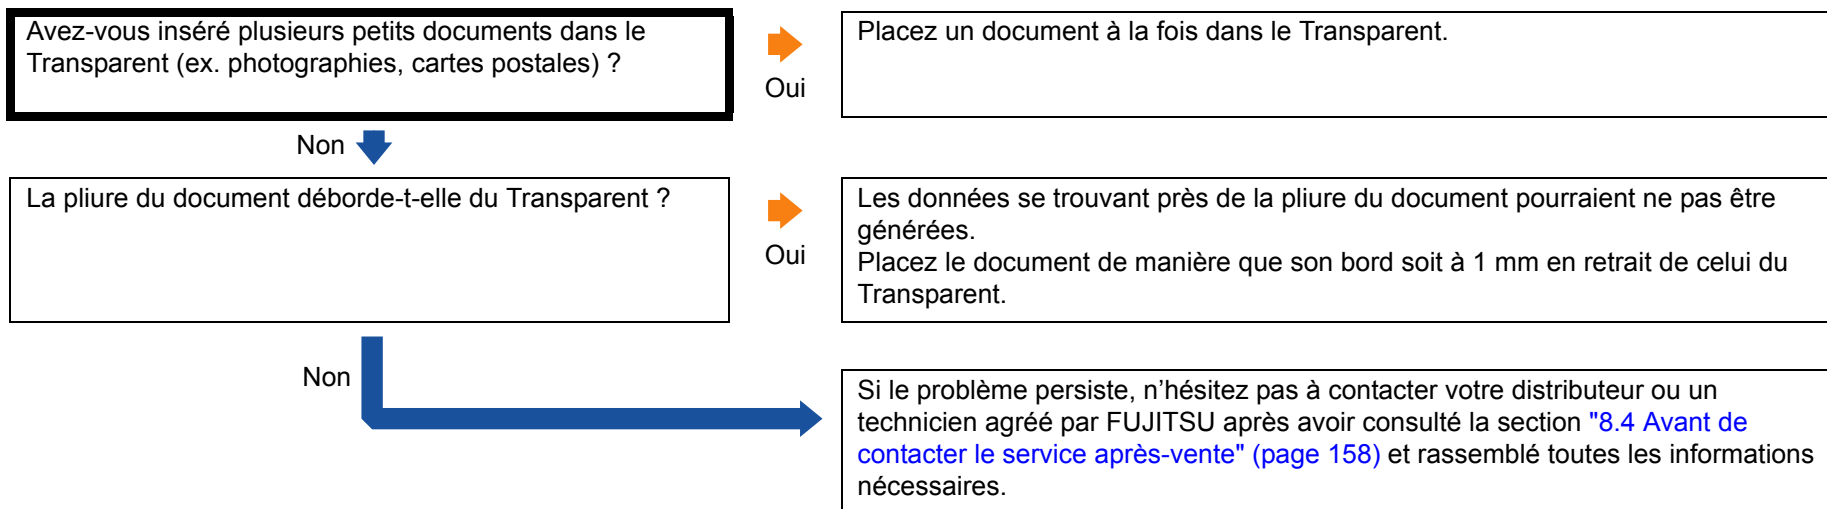 Avez-vous inséré plusieurs petits documents dans le
Transparent (ex. photographies, cartes postales) ?
Oui
Placez un document à la fois dans le Transparent.
Non
La pliure du document déborde-t-elle du Transparent ?
Oui
Les données se trouvant près de la pliure du document pourraient ne pas être
générées.
Placez le document de manière que son bord soit à 1 mm en retrait de celui du
Transparent.
Non
Si le problème persiste, n’hésitez pas à contacter votre distributeur ou un
technicien agréé par FUJITSU après avoir consulté la section "8.4 Avant de
contacter le service après-vente" (page 158) et rassemblé toutes les informations
nécessaires.